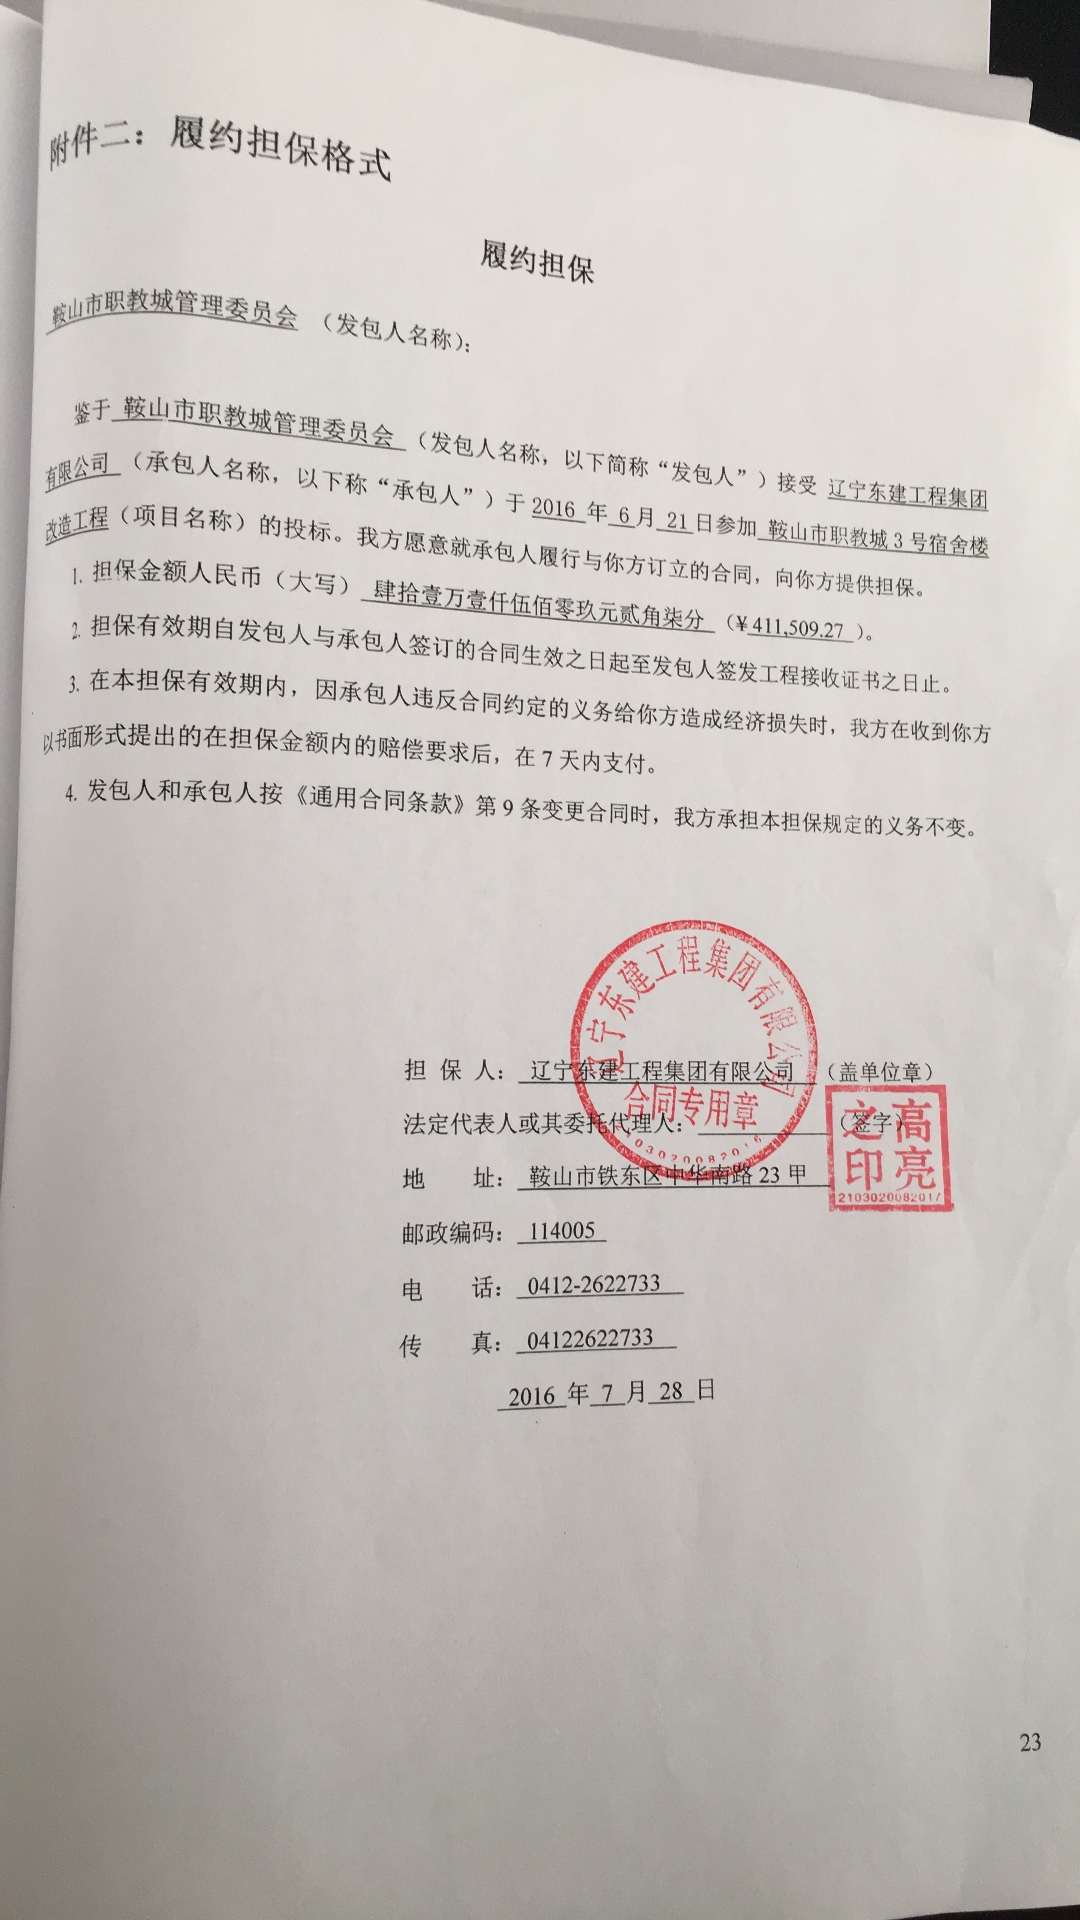 附件二：履约担保格式
履约担保
鞍山市职教城管理委员会 （发包人名称）：
鉴于 鞍山市职教城管理委员会 （发包人名称，以下简称“发包人”）接受 辽宁东建工程集团
有限公司 （承包人名称，以下称“承包人”）于 2016 年 6 月 21 日参加 鞍山市职教城 3 号宿舍楼
改造工程（项目名称）的投标。我方愿意就承包人履行与你方订立的合同，向你方提供担保。
1. 担保金额人民币（大写） 肆拾壹万壹仟伍佰零玖元贰角柒分 （¥ 411,509.27 ）。
2. 担保有效期自发包人与承包人签订的合同生效之日起至发包人签发工程接收证书之日止。
3. 在本担保有效期内，因承包人违反合同约定的义务给你方造成经济损失时，我方在收到你方
以书面形式提出的在担保金额内的赔偿要求后，在 7 天内支付。
4. 发包人和承包人按《通用合同条款》第 9 条变更合同时，我方承担本担保规定的义务不变。
辽宁东建工程集团有限公司
担 保 人： 辽宁东建工程集团有限公司 （盖单位章）
合同专用章
法定代表人或其委托代理人： （签字）
2103020082016
高亮之印
2103020082017
地 址： 鞍山市铁东区中华南路 23 甲
邮政编码： 114005
电 话： 0412-2622733
传 真： 04122622733
2016 年 7 月 28 日
23